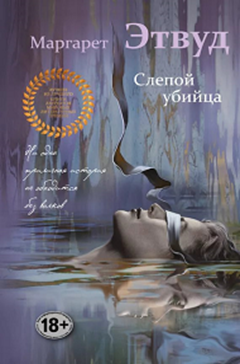 Маргарет Этвуд
Слепой
убийца
Ни одна
приличная история
не обходится
без волков
18+